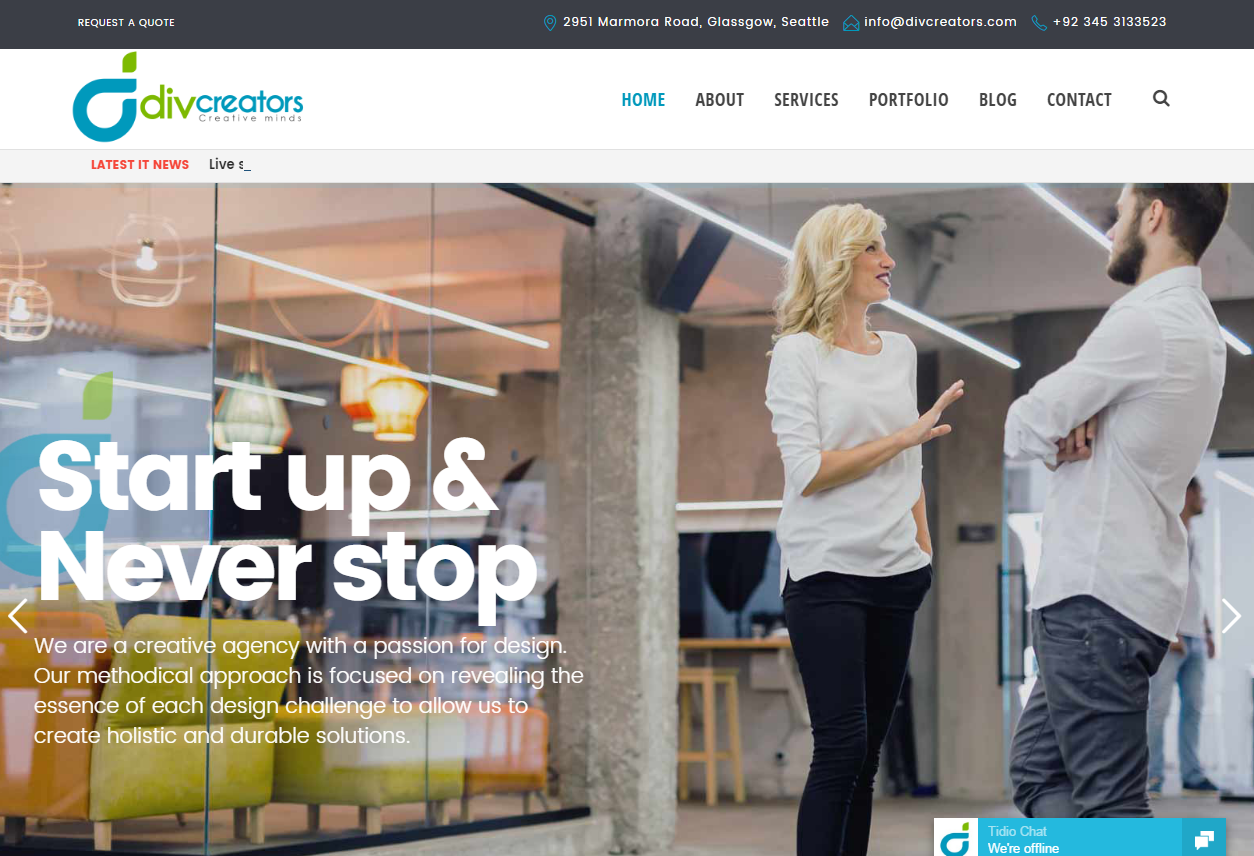 REQUEST A QUOTE
2951 Marmora Road, Glassgow, Seattle info@divcreators.com +92 345 3133523
divcreators
Creative minds
HOME ABOUT SERVICES PORTFOLIO BLOG CONTACT
LATEST IT NEWS Live s_
Start up &
Never stop
We are a creative agency with a passion for design.
Our methodical approach is focused on revealing the
essence of each design challenge to allow us to
create holistic and durable solutions.
Tidio Chat
We're offline